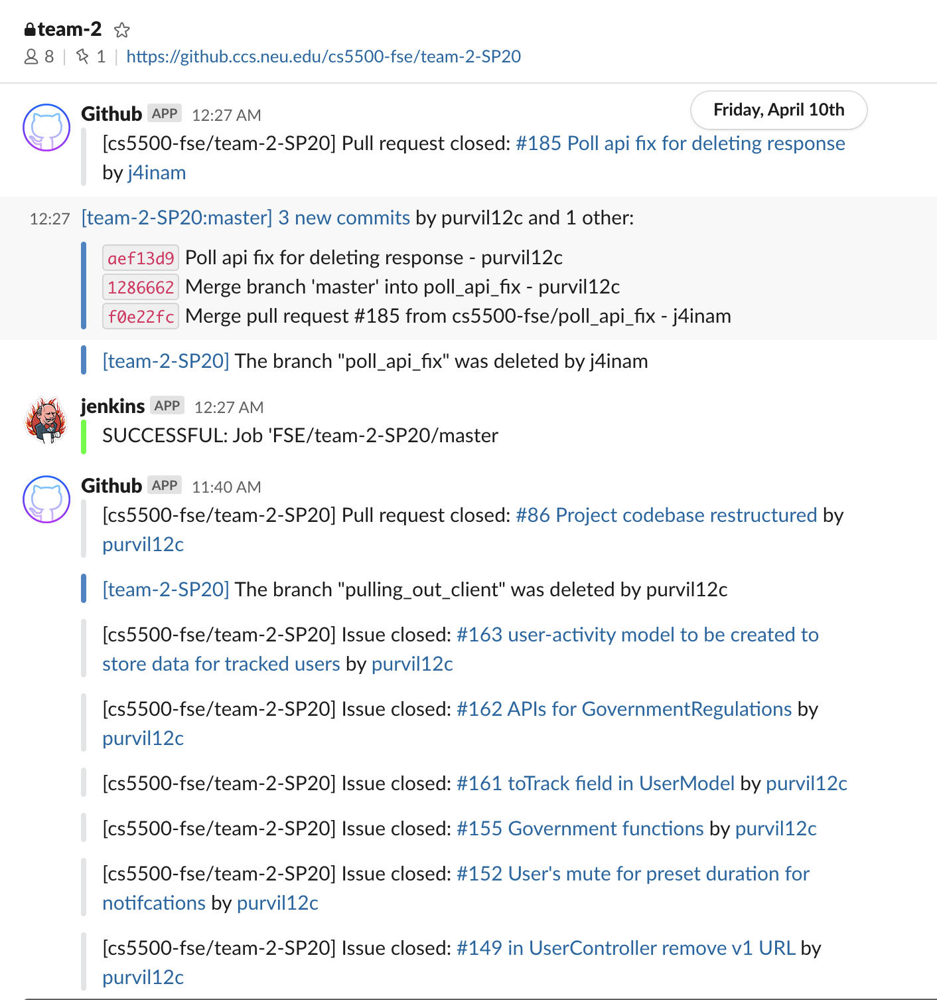 team-2
8 | 1 | https://github.ccs.neu.edu/cs5500-fse/team-2-SP20
Friday, April 10th
Github APP 12:27 AM
[cs5500-fse/team-2-SP20] Pull request closed: #185 Poll api fix for deleting response
by j4inam
12:27 [team-2-SP20:master] 3 new commits by purvil12c and 1 other:
aef13d9 Poll api fix for deleting response - purvil12c
1286662 Merge branch 'master' into poll_api_fix - purvil12c
f0e22fc Merge pull request #185 from cs5500-fse/poll_api_fix - j4inam
[team-2-SP20] The branch "poll_api_fix" was deleted by j4inam
jenkins APP 12:27 AM
SUCCESSFUL: Job 'FSE/team-2-SP20/master
Github APP 11:40 AM
[cs5500-fse/team-2-SP20] Pull request closed: #86 Project codebase restructured by
purvil12c
[team-2-SP20] The branch "pulling_out_client" was deleted by purvil12c
[cs5500-fse/team-2-SP20] Issue closed: #163 user-activity model to be created to
store data for tracked users by purvil12c
[cs5500-fse/team-2-SP20] Issue closed: #162 APIs for GovernmentRegulations by
purvil12c
[cs5500-fse/team-2-SP20] Issue closed: #161 toTrack field in UserModel by purvil12c
[cs5500-fse/team-2-SP20] Issue closed: #155 Government functions by purvil12c
[cs5500-fse/team-2-SP20] Issue closed: #152 User's mute for preset duration for
notifcations by purvil12c
[cs5500-fse/team-2-SP20] Issue closed: #149 in UserController remove v1 URL by
purvil12c